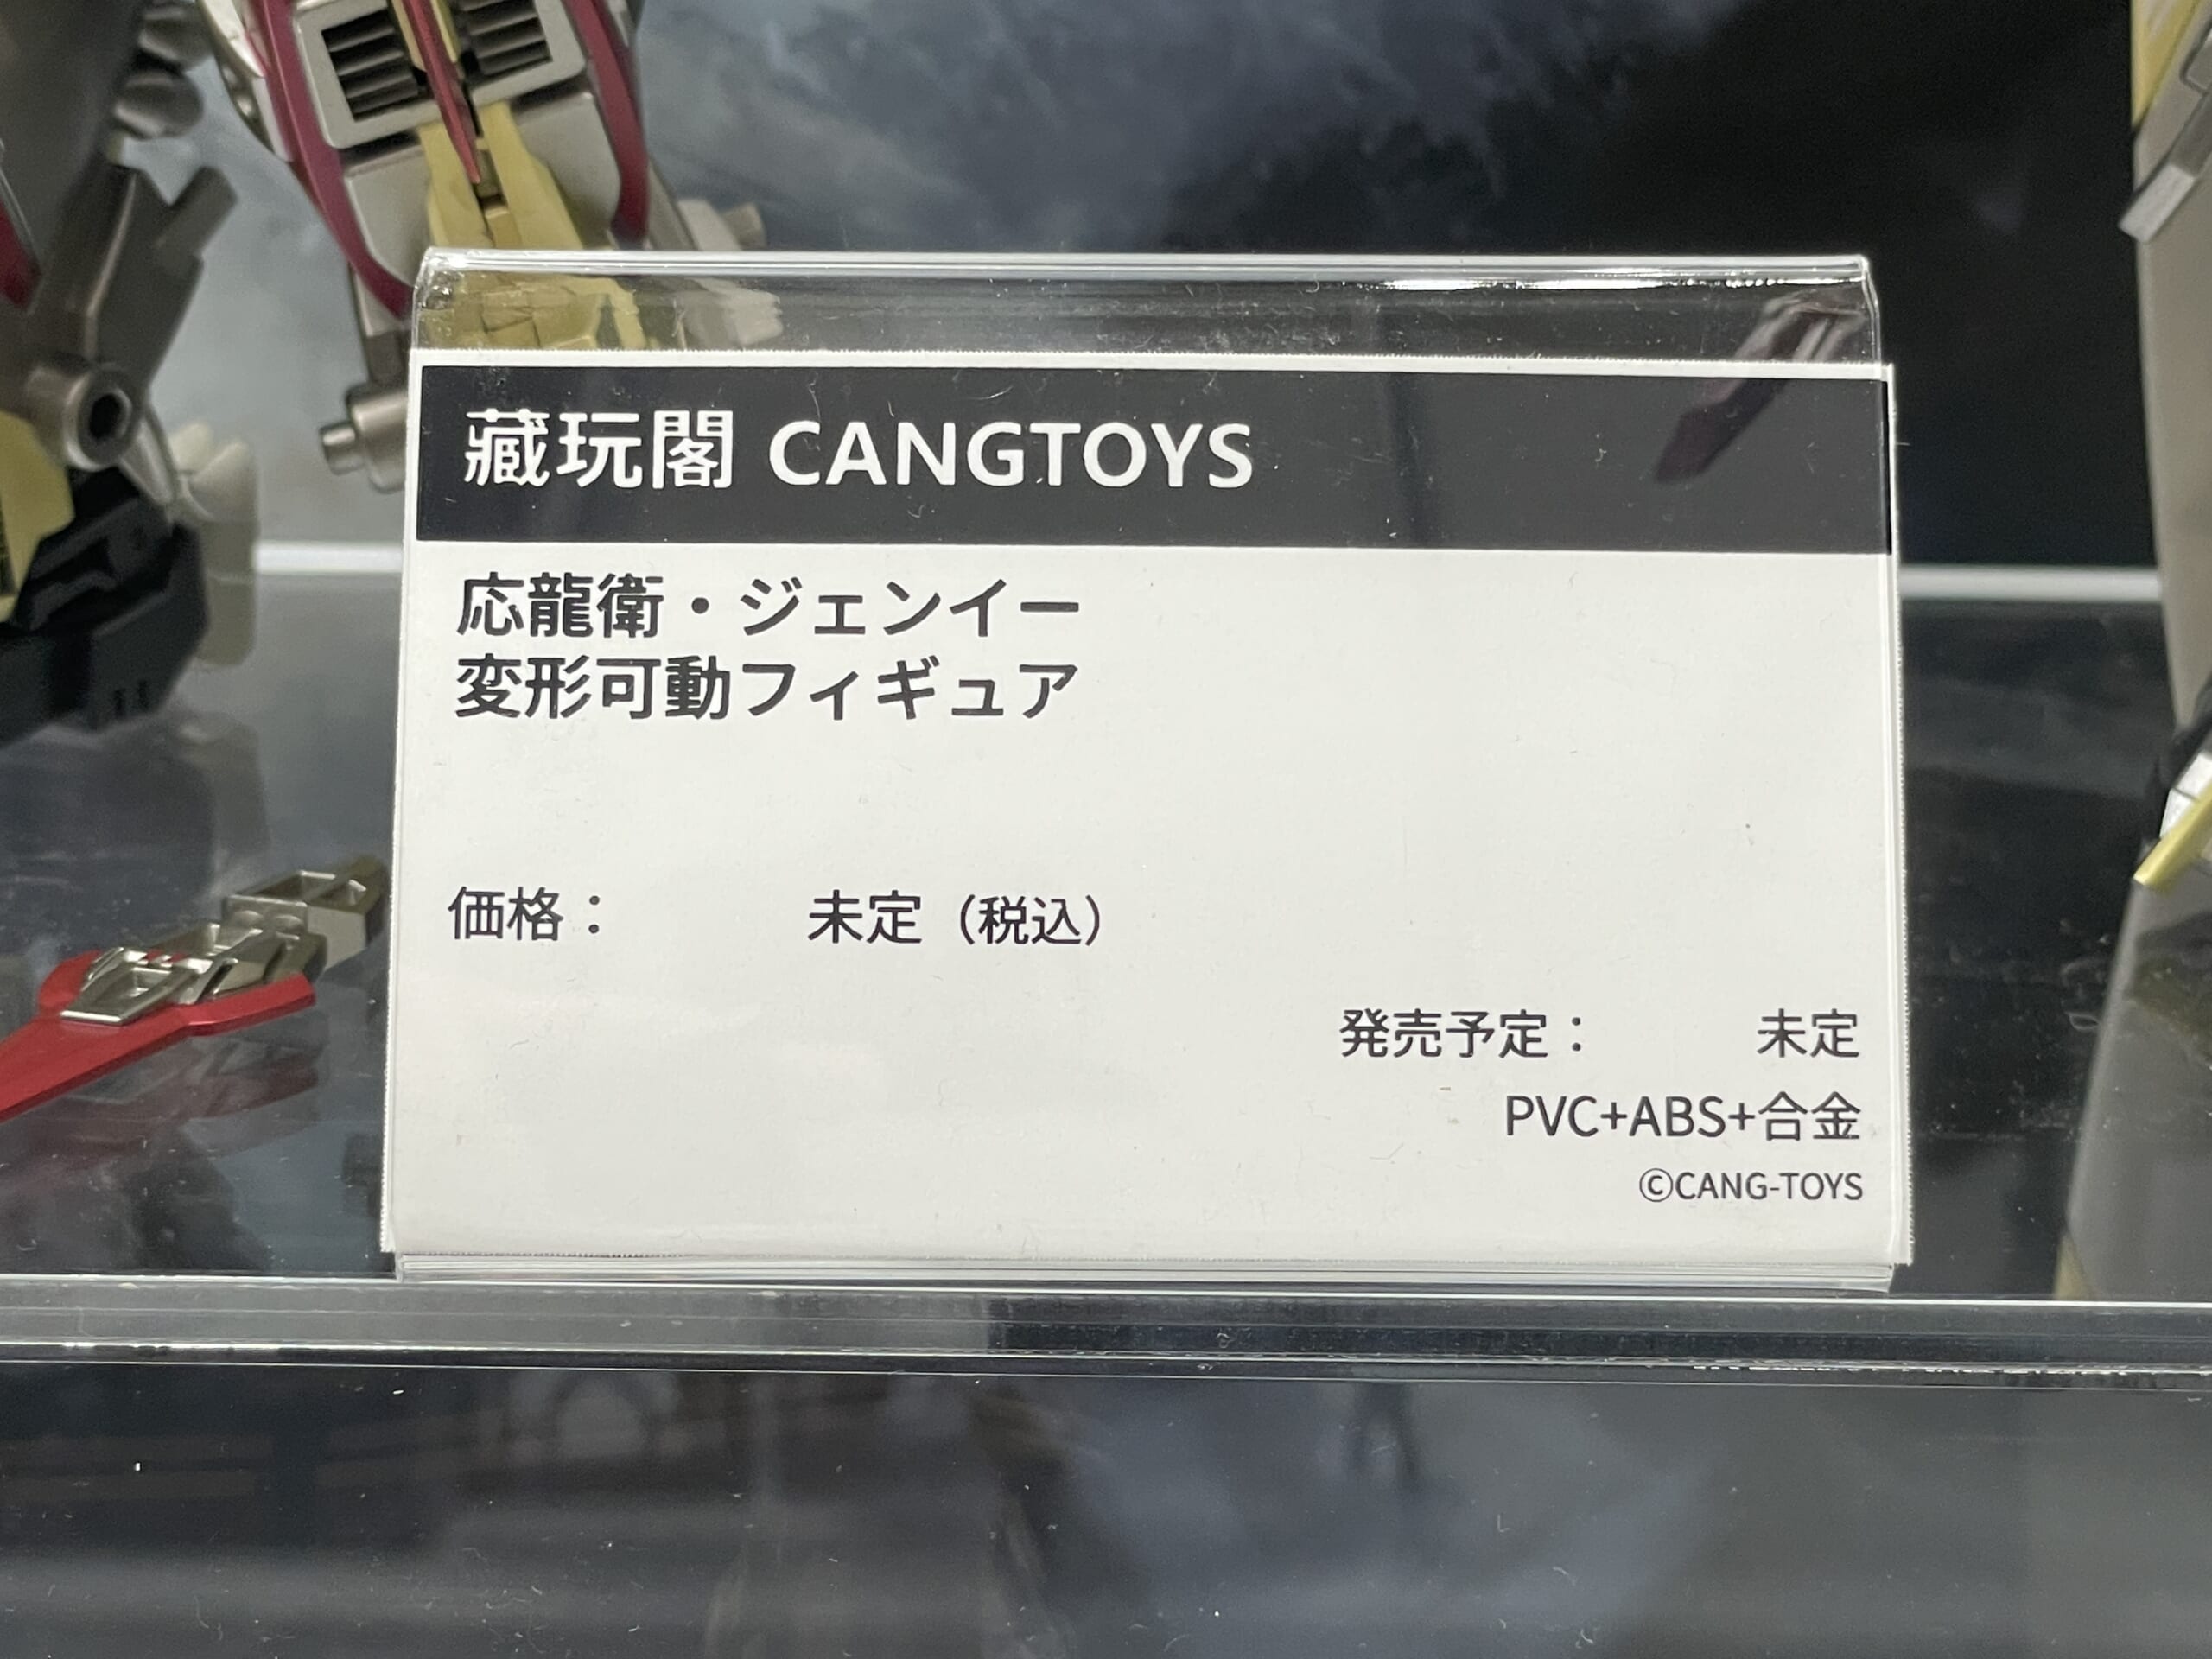 藏玩閣 CANGTOYS
応龍衛・ジェンイー
変形可動フィギュア
価格： 未定（税込）
発売予定： 未定
PVC+ABS+合金
©CANG-TOYS